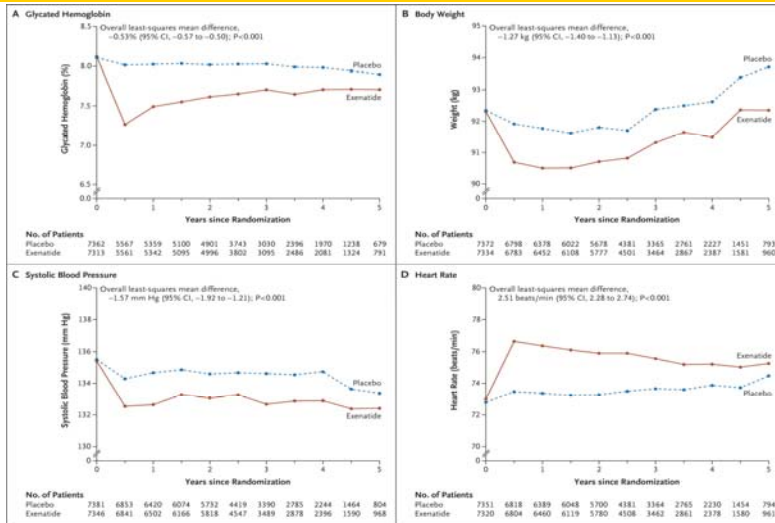 A Glycated Hemoglobin
Overall least-squares mean difference,
−0.53% (95% CI, −0.57 to −0.50); P<0.001
8.5
8.0
7.5
7.0
6.5
0.0
Glycated Hemoglobin (%)
Placebo
Exenatide
0 1 2 3 4 5
Years since Randomization
No. of Patients
Placebo 7362 5567 5359 5100 4901 3743 3030 2396 1970 1238 679
Exenatide 7313 5561 5342 5095 4996 3802 3095 2486 2081 1324 791
B Body Weight
Overall least-squares mean difference,
−1.27 kg (95% CI, −1.40 to −1.13); P<0.001
95
94
93
92
91
90
0
Weight (kg)
Placebo
Exenatide
0 1 2 3 4 5
Years since Randomization
No. of Patients
Placebo 7372 6798 6378 6022 5678 4381 3365 2761 2227 1451 793
Exenatide 7334 6783 6452 6108 5777 4501 3464 2867 2387 1581 960
C Systolic Blood Pressure
Overall least-squares mean difference,
−1.57 mm Hg (95% CI, −1.92 to −1.21); P<0.001
140
138
136
134
132
130
0
Systolic Blood Pressure (mm Hg)
Placebo
Exenatide
0 1 2 3 4 5
Years since Randomization
No. of Patients
Placebo 7381 6853 6420 6074 5732 4419 3390 2785 2244 1464 804
Exenatide 7346 6841 6502 6166 5818 4547 3489 2878 2396 1590 968
D Heart Rate
Overall least-squares mean difference,
2.51 beats/min (95% CI, 2.28 to 2.74); P<0.001
80
78
76
74
72
70
0
Heart Rate (beats/min)
Exenatide
Placebo
0 1 2 3 4 5
Years since Randomization
No. of Patients
Placebo 7351 6818 6389 6048 5700 4381 3364 2765 2230 1454 794
Exenatide 7320 6804 6460 6119 5780 4508 3462 2861 2378 1580 961